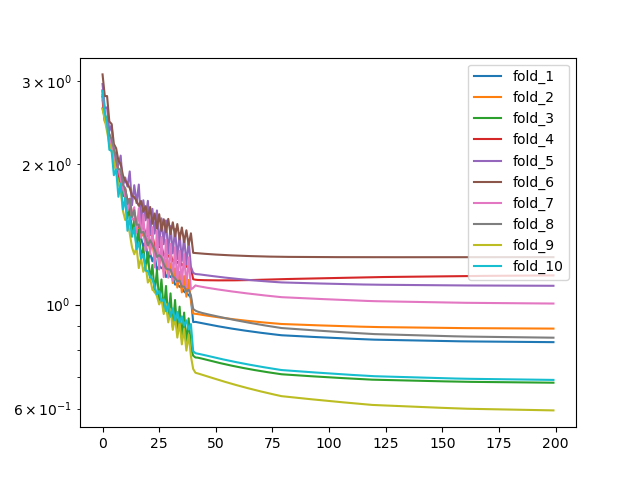 3 × 10⁰
2 × 10⁰
10⁰
6 × 10⁻¹
0
25
50
75
100
125
150
175
200
fold_1
fold_2
fold_3
fold_4
fold_5
fold_6
fold_7
fold_8
fold_9
fold_10